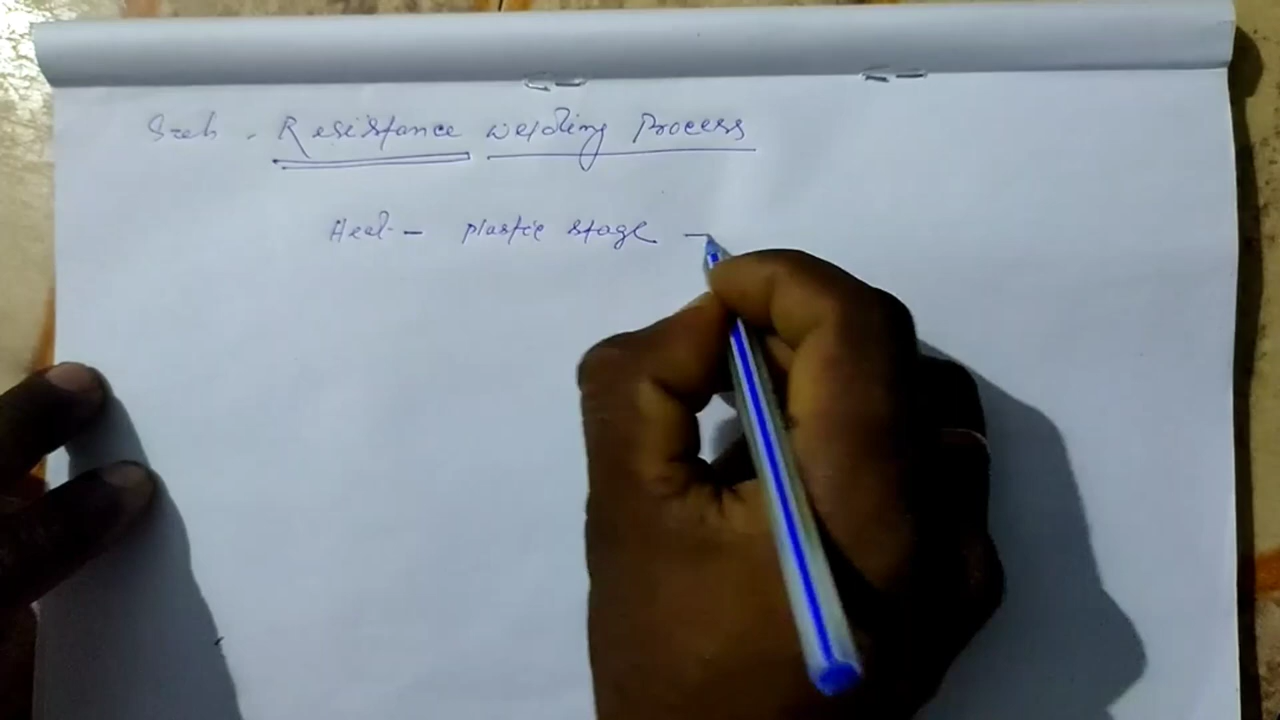 Resistance welding Process
Heat - plastic stage -